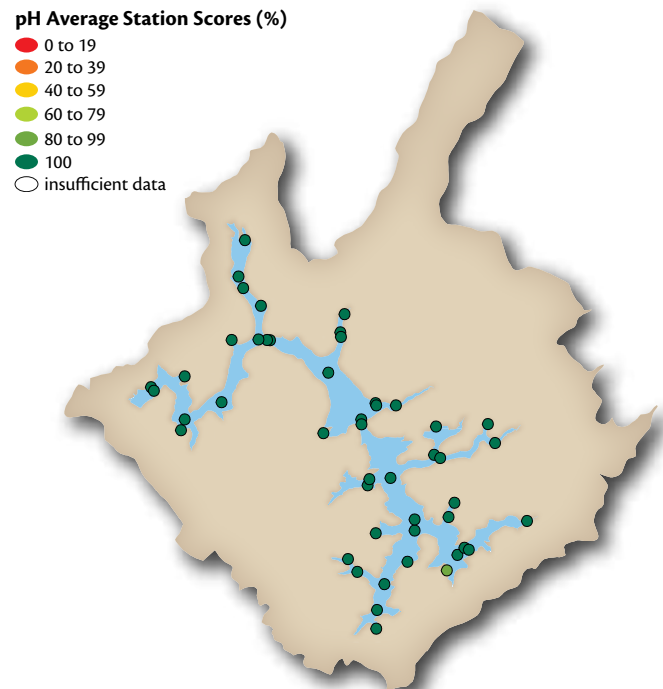 pH Average Station Scores (%)
0 to 19
20 to 39
40 to 59
60 to 79
80 to 99
100
insufficient data